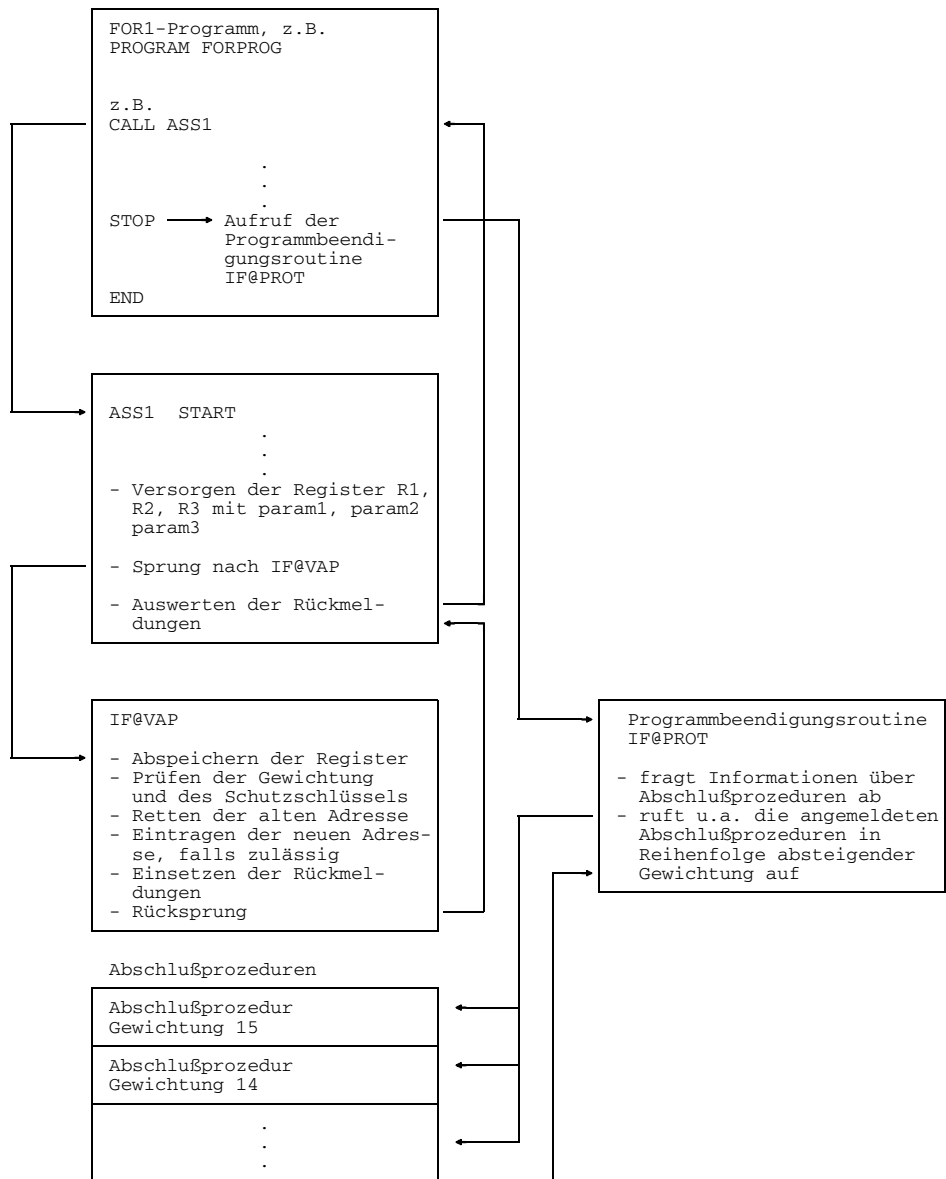 FOR1-Programm, z.B.
PROGRAM FORPROG
z.B.
CALL ASS1
.
.
.
STOP Aufruf der
Programmbeendi-
gungsroutine
IF@PROT
END
ASS1 START
.
.
.
- Versorgen der Register R1,
R2, R3 mit param1, param2
param3
- Sprung nach IF@VAP
- Auswerten der Rückmel-
dungen
IF@VAP
- Abspeichern der Register
- Prüfen der Gewichtung
und des Schutzschlüssels
- Retten der alten Adresse
- Eintragen der neuen Adres-
se, falls zulässig
- Einsetzen der Rückmel-
dungen
- Rücksprung
Programmbeendigungsroutine
IF@PROT
- fragt Informationen über
Abschlußprozeduren ab
- ruft u.a. die angemeldeten
Abschlußprozeduren in
Reihenfolge absteigender
Gewichtung auf
Abschlußprozeduren
Abschlußprozedur
Gewichtung 15
Abschlußprozedur
Gewichtung 14
.
.
.